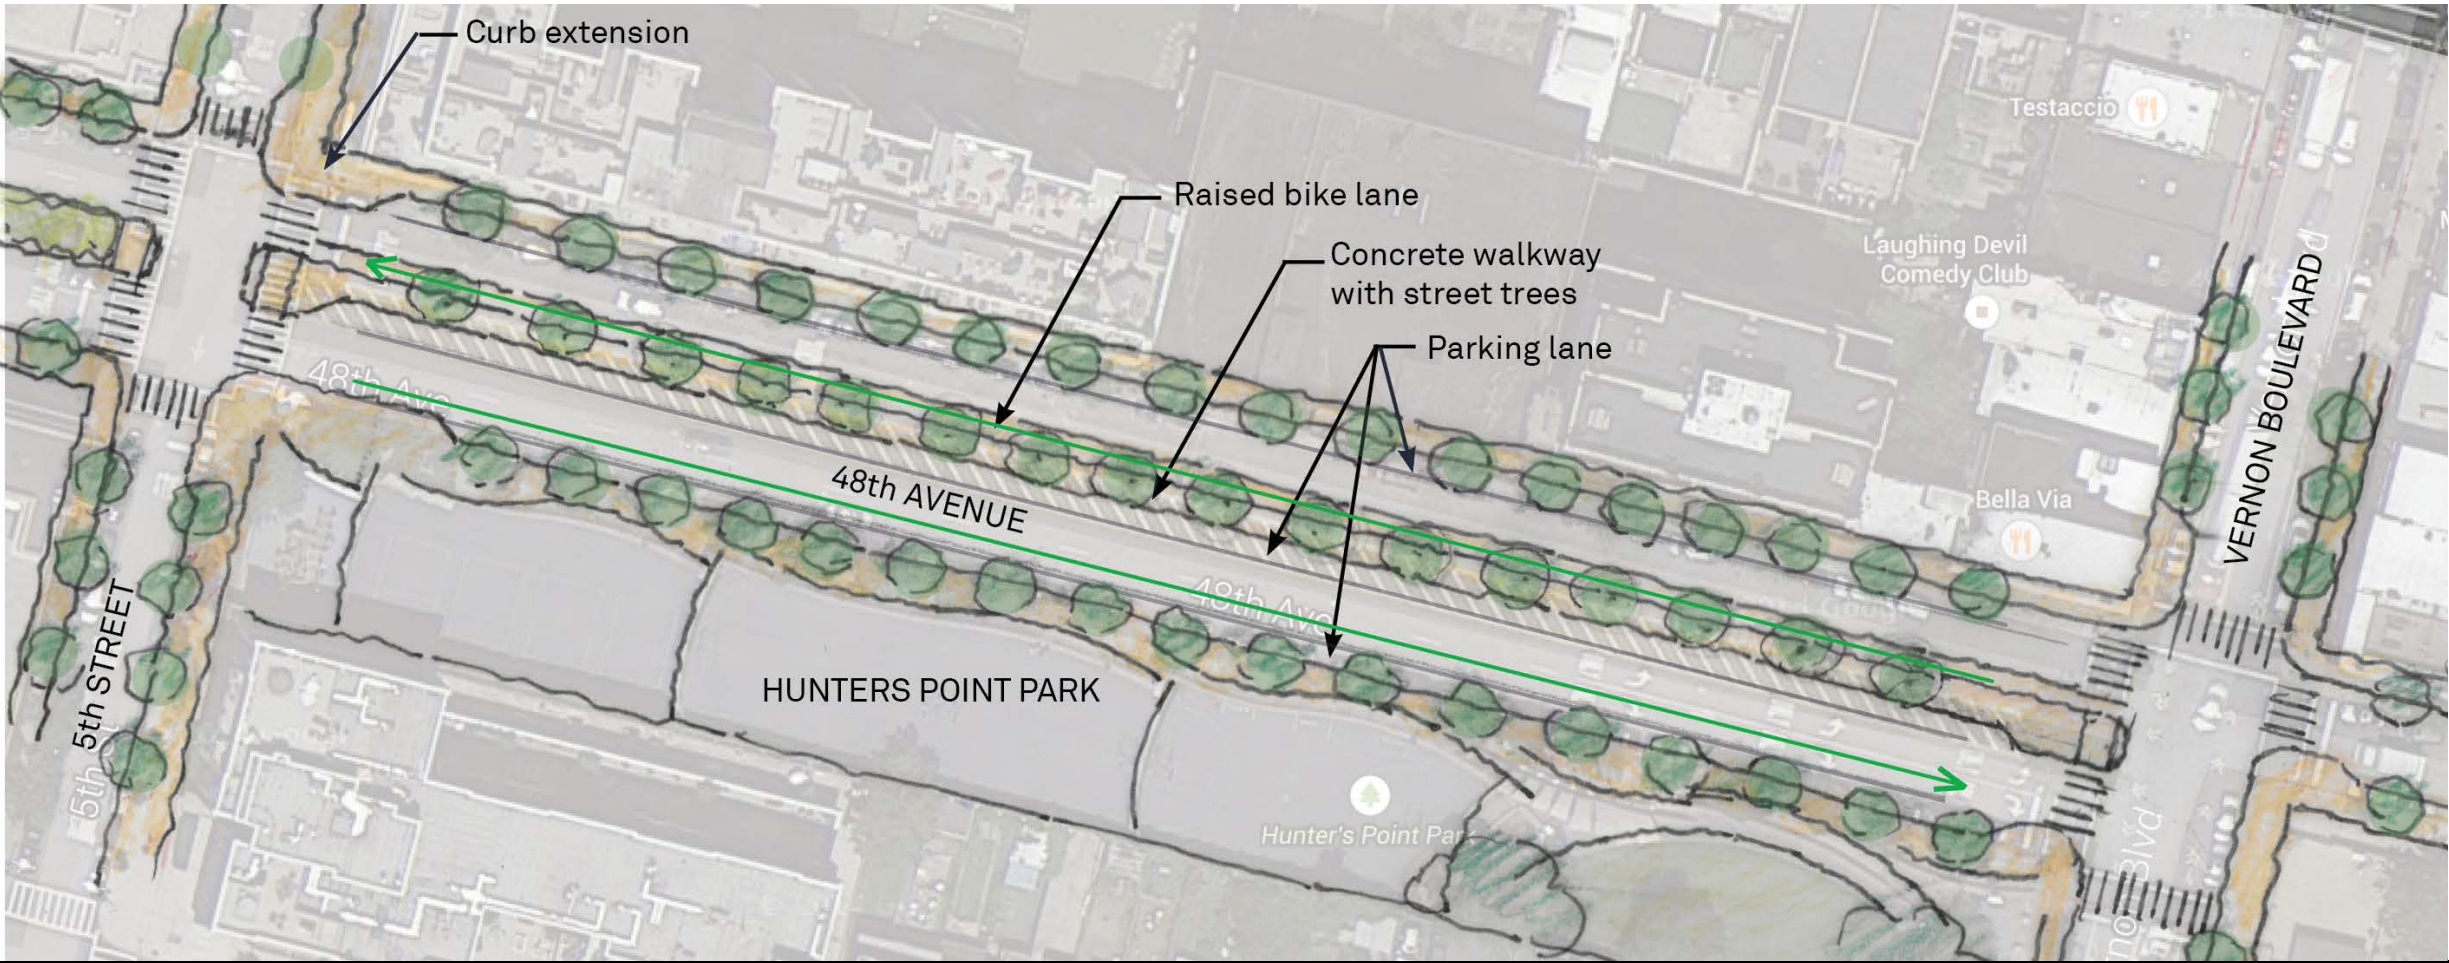 Curb extension
Testaccio
Raised bike lane
Concrete walkway
with street trees
Laughing Devil
Comedy Club
Parking lane
VERNON BOULEVARD
48th Ave
48th AVENUE
Bella Via
48th Ave
5th STREET
HUNTERS POINT PARK
Hunter's Point Park
5th
Blvd